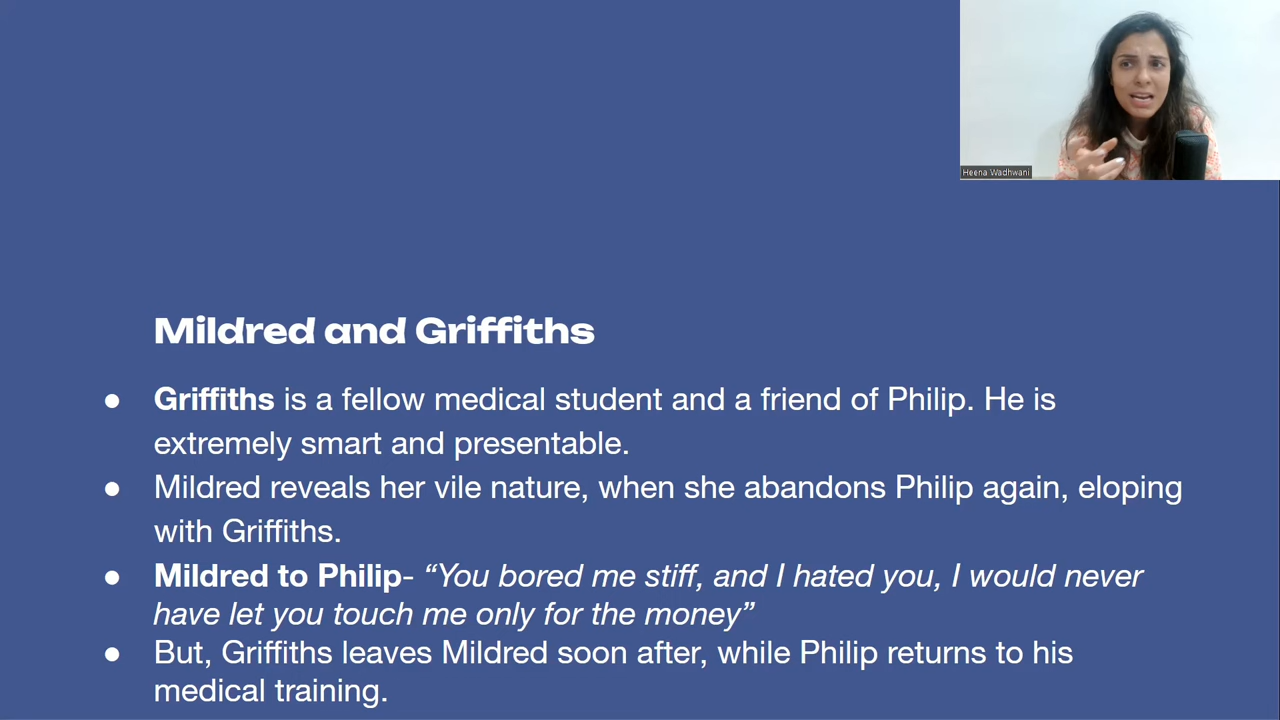 Heena Wadhwani
Mildred and Griffiths
● Griffiths is a fellow medical student and a friend of Philip. He is
extremely smart and presentable.
● Mildred reveals her vile nature, when she abandons Philip again, eloping
with Griffiths.
● Mildred to Philip- “You bored me stiff, and I hated you, I would never
have let you touch me only for the money”
● But, Griffiths leaves Mildred soon after, while Philip returns to his
medical training.